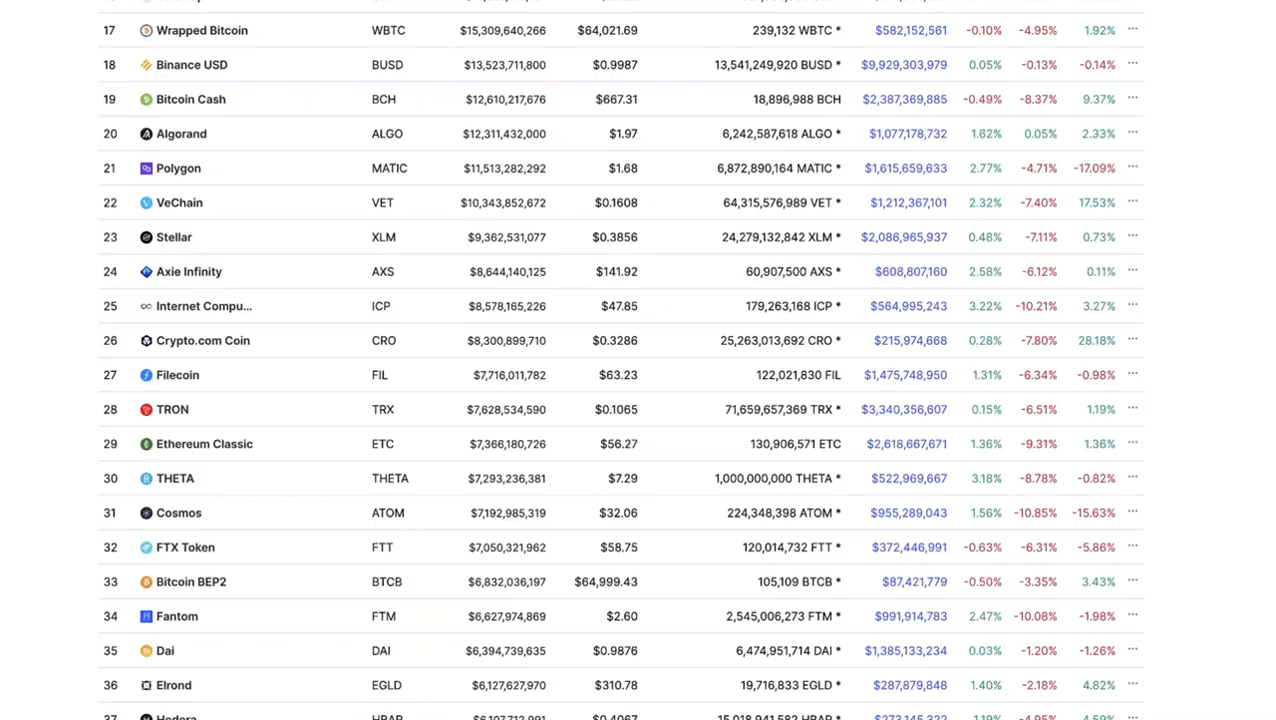 17 Wrapped Bitcoin WBTC $15,309,640,266 $64,021.69 239,132 WBTC * $582,152,561 -0.10% -4.95% 1.92% ...
18 Binance USD BUSD $13,523,711,800 $0.9987 13,541,249,920 BUSD * $9,929,303,979 0.05% -0.13% -0.14% ...
19 Bitcoin Cash BCH $12,610,217,676 $667.31 18,896,988 BCH $2,387,369,885 -0.49% -8.37% 9.37% ...
20 Algorand ALGO $12,311,432,000 $1.97 6,242,587,618 ALGO * $1,077,178,732 1.62% 0.05% 2.33% ...
21 Polygon MATIC $11,513,282,292 $1.68 6,872,890,164 MATIC * $1,615,659,633 2.77% -4.71% -17.09% ...
22 VeChain VET $10,343,852,672 $0.1608 64,315,576,989 VET * $1,212,367,101 2.32% -7.40% 17.53% ...
23 Stellar XLM $9,362,531,077 $0.3856 24,279,132,842 XLM * $2,086,965,937 0.48% -7.11% 0.73% ...
24 Axie Infinity AXS $8,644,140,125 $141.92 60,907,500 AXS * $608,807,160 2.58% -6.12% 0.11% ...
25 Internet Compu... ICP $8,578,165,226 $47.85 179,263,168 ICP * $564,995,243 3.22% -10.21% 3.27% ...
26 Crypto.com Coin CRO $8,300,899,710 $0.3286 25,263,013,692 CRO * $215,974,668 0.28% -7.80% 28.18% ...
27 Filecoin FIL $7,716,011,782 $63.23 122,021,830 FIL $1,475,748,950 1.31% -6.34% -0.98% ...
28 TRON TRX $7,628,534,590 $0.1065 71,659,657,369 TRX * $3,340,356,607 0.15% -6.51% 1.19% ...
29 Ethereum Classic ETC $7,366,180,726 $56.27 130,906,571 ETC $2,618,667,671 1.36% -9.31% 1.36% ...
30 THETA THETA $7,293,236,381 $7.29 1,000,000,000 THETA * $522,969,667 3.18% -8.78% -0.82% ...
31 Cosmos ATOM $7,192,985,319 $32.06 224,348,398 ATOM * $955,289,043 1.56% -10.85% -15.63% ...
32 FTX Token FTT $7,050,321,962 $58.75 120,014,732 FTT * $372,446,991 -0.63% -6.31% -5.86% ...
33 Bitcoin BEP2 BTCB $6,832,036,197 $64,999.43 105,109 BTCB * $87,421,779 -0.50% -3.35% 3.43% ...
34 Fantom FTM $6,627,974,869 $2.60 2,545,006,273 FTM * $991,914,783 2.47% -10.08% -1.98% ...
35 Dai DAI $6,394,739,635 $0.9876 6,474,951,714 DAI * $1,385,133,234 0.03% -1.20% -1.26% ...
36 Elrond EGLD $6,127,627,970 $310.78 19,716,833 EGLD * $287,879,848 1.40% -2.18% 4.82% ...
37 Hedera HBAR